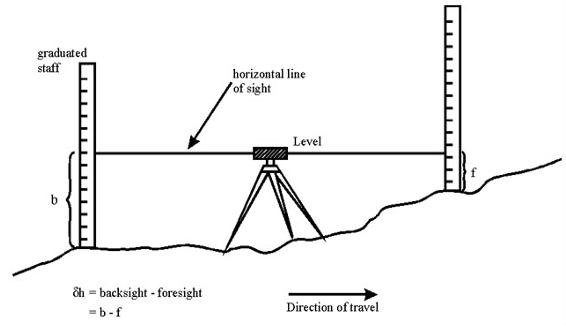 graduated
staff
horizontal line
of sight
Level
b
f
δh = backsight - foresight
= b - f
Direction of travel